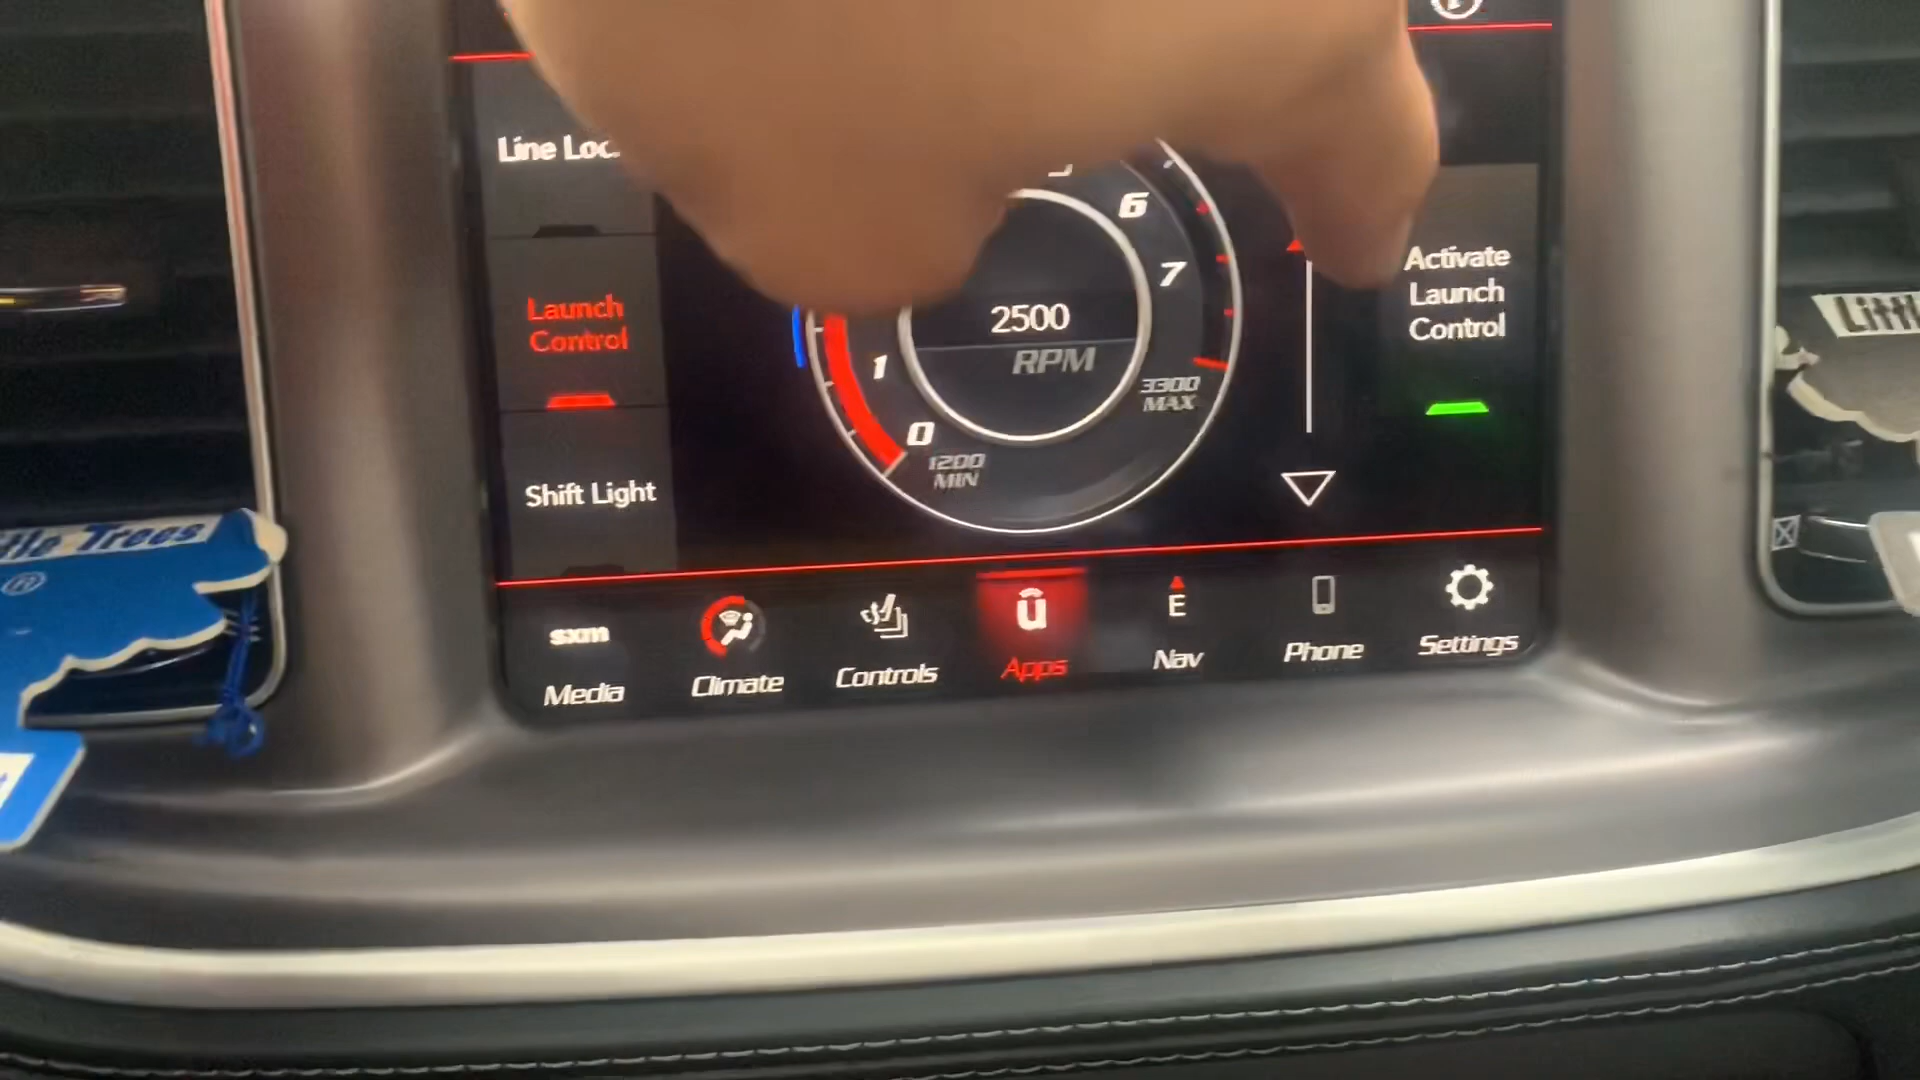 Line Loc
Launch
Control
Shift Light
6
7
1
0
2500
RPM
1200
MIN
3300
MAX
Activate
Launch
Control
sxm
Media
Climate
Controls
Apps
E
Nav
Phone
Settings
Trees
®